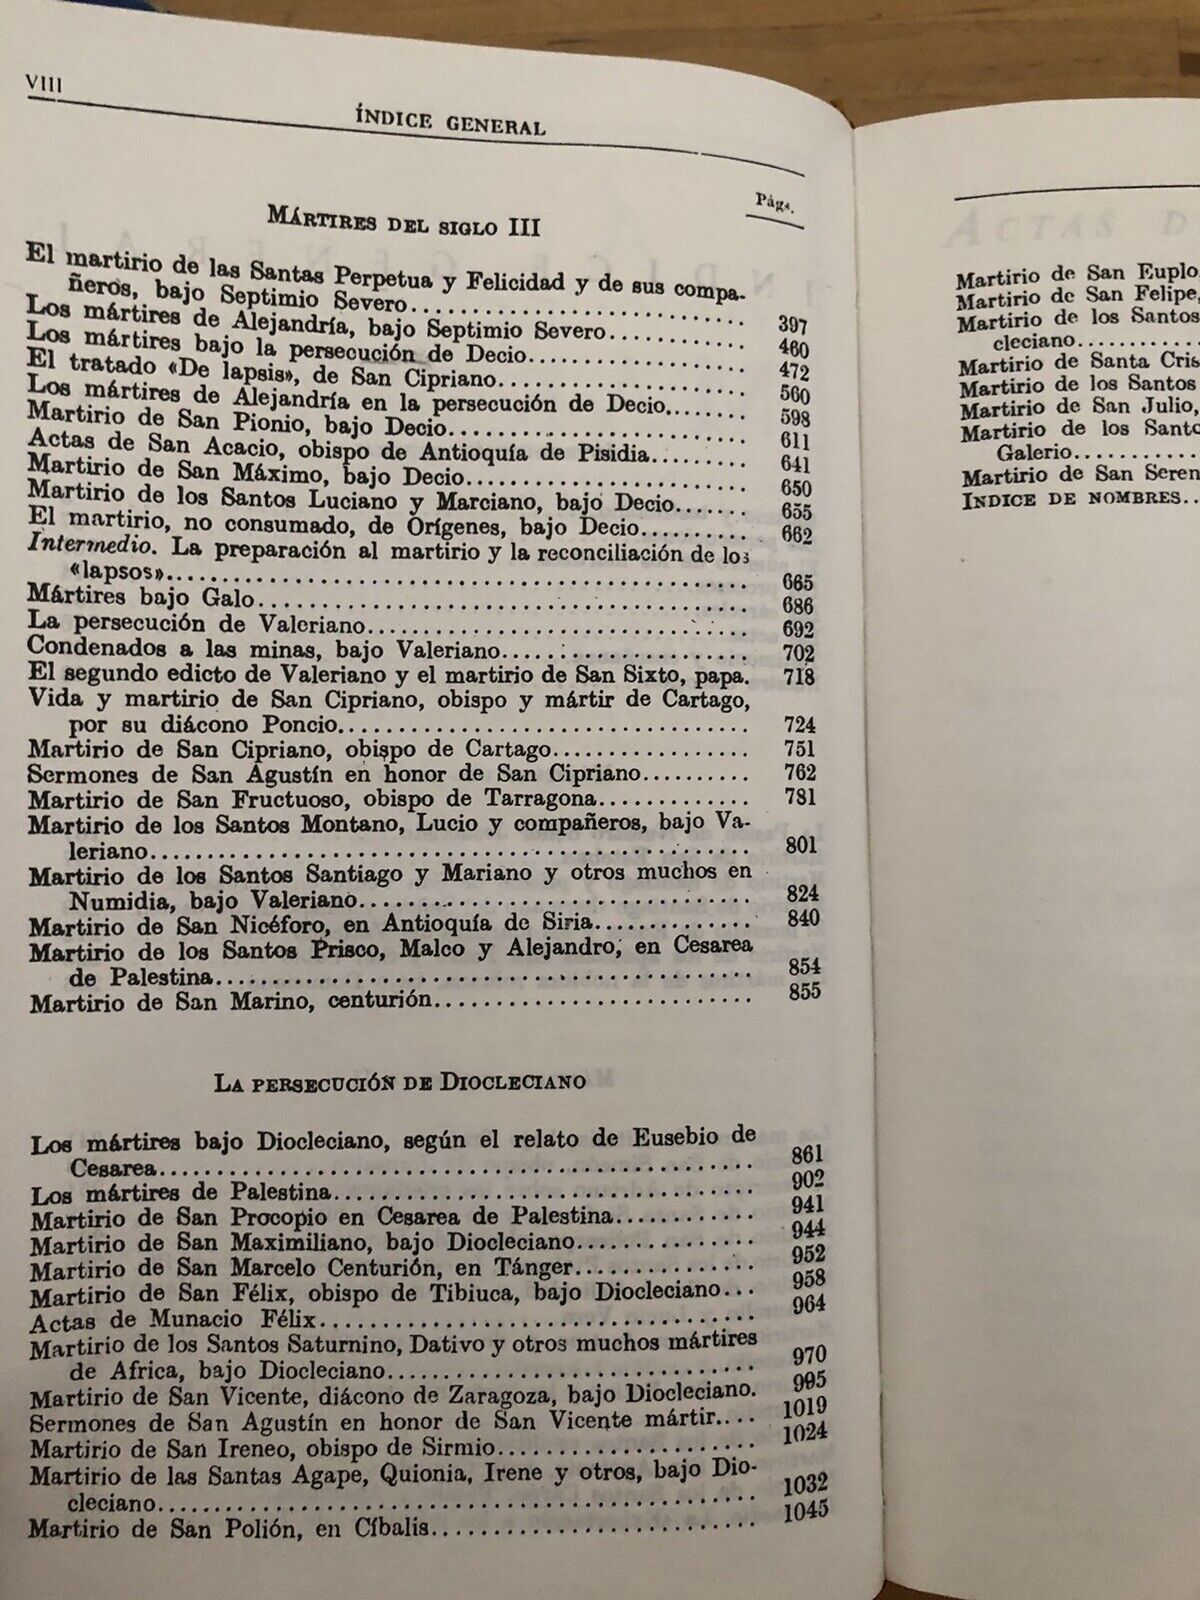 VIII
ÍNDICE GENERAL
Págs.
MÁRTIRES DEL SIGLO III
El martirio de las Santas Perpetua y Felicidad y de sus compa-
ñeros, bajo Septimio Severo.......... 397
Los mártires de Alejandría, bajo Septimio Severo.......... 460
Los mártires bajo la persecución de Decio.......... 472
El tratado «De lapsis», de San Cipriano.......... 560
Los mártires de Alejandría en la persecución de Decio.......... 598
Martirio de San Pionio, bajo Decio.......... 611
Actas de San Acacio, obispo de Antioquía de Pisidia.......... 641
Martirio de San Máximo, bajo Decio.......... 650
Martirio de los Santos Luciano y Marciano, bajo Decio....... 655
El martirio, no consumado, de Orígenes, bajo Decio.......... 662
Intermedio. La preparación al martirio y la reconciliación de los
«lapsos».......... 665
Mártires bajo Galo.......... 686
La persecución de Valeriano.......... 692
Condenados a las minas, bajo Valeriano.......... 702
El segundo edicto de Valeriano y el martirio de San Sixto, papa. 718
Vida y martirio de San Cipriano, obispo y mártir de Cartago,
por su diácono Poncio.......... 724
Martirio de San Cipriano, obispo de Cartago.......... 751
Sermones de San Agustín en honor de San Cipriano.......... 762
Martirio de San Fructuoso, obispo de Tarragona.......... 781
Martirio de los Santos Montano, Lucio y compañeros, bajo Va-
leriano.......... 801
Martirio de los Santos Santiago y Mariano y otros muchos en
Numidia, bajo Valeriano.......... 824
Martirio de San Nicéforo, en Antioquía de Siria.......... 840
Martirio de los Santos Prisco, Malco y Alejandro, en Cesarea
de Palestina.......... 854
Martirio de San Marino, centurión.......... 855
LA PERSECUCIÓN DE DIOCLECIANO
Los mártires bajo Diocleciano, según el relato de Eusebio de
Cesarea.......... 861
Los mártires de Palestina.......... 902
Martirio de San Procopio en Cesarea de Palestina.......... 941
Martirio de San Maximiliano, bajo Diocleciano.......... 944
Martirio de San Marcelo Centurión, en Tánger.......... 952
Martirio de San Félix, obispo de Tibiuca, bajo Diocleciano... 958
Actas de Munacio Félix.......... 964
Martirio de los Santos Saturnino, Dativo y otros muchos mártires
de Africa, bajo Diocleciano.......... 970
Martirio de San Vicente, diácono de Zaragoza, bajo Diocleciano. 995
Sermones de San Agustín en honor de San Vicente mártir.... 1019
Martirio de San Ireneo, obispo de Sirmio.......... 1024
Martirio de las Santas Agape, Quionia, Irene y otros, bajo Dio-
cleciano.......... 1032
Martirio de San Polión, en Cíbalis.......... 1045
Martirio de San Euplo,
Martirio de San Felipe,
Martirio de los Santos
cleciano..........
Martirio de Santa Cris
Martirio de los Santos
Martirio de San Julio,
Martirio de los Santo
Galerio..........
Martirio de San Seren
INDICE DE NOMBRES..